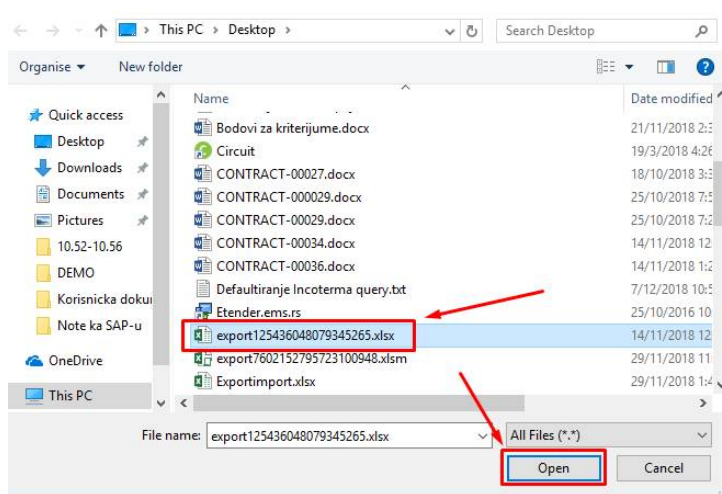 This PC > Desktop >
Search Desktop
Organise
New folder
Name
Date modified
Quick access
Desktop
Downloads
Documents
Pictures
10.52-10.56
DEMO
Korisnicka dokur
Note ka SAP-u
OneDrive
This PC
Bodovi za kriterijume.docx
21/11/2018 2:3
Circuit
19/3/2018 4:26
CONTRACT-00027.docx
18/10/2018 3:3
CONTRACT-000029.docx
25/10/2018 7:5
CONTRACT-00029.docx
25/10/2018 7:2
CONTRACT-00034.docx
14/11/2018 12
CONTRACT-00036.docx
14/11/2018 1:2
Defaultiranje Incoterma query.txt
7/12/2018 10:5
Etender.ems.rs
25/10/2016 10
export125436048079345265.xlsx
14/11/2018 12
export7602152795723100948.xlsm
29/11/2018 11
Exportimport.xlsx
29/11/2018 1:4
File name:
export125436048079345265.xlsx
All Files (*.*)
Open
Cancel